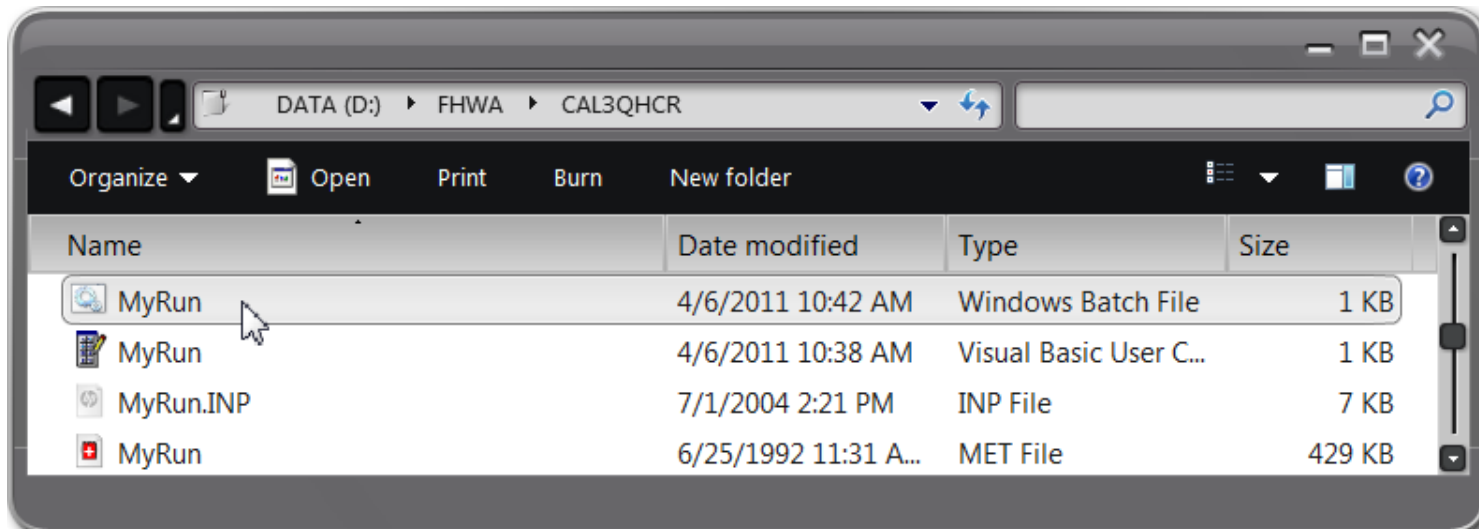 DATA (D:) FHWA CAL3QHCR
Organize Open Print Burn New folder
Name Date modified Type Size
MyRun 4/6/2011 10:42 AM Windows Batch File 1 KB
MyRun 4/6/2011 10:38 AM Visual Basic User C... 1 KB
MyRun.INP 7/1/2004 2:21 PM INP File 7 KB
MyRun 6/25/1992 11:31 A... MET File 429 KB